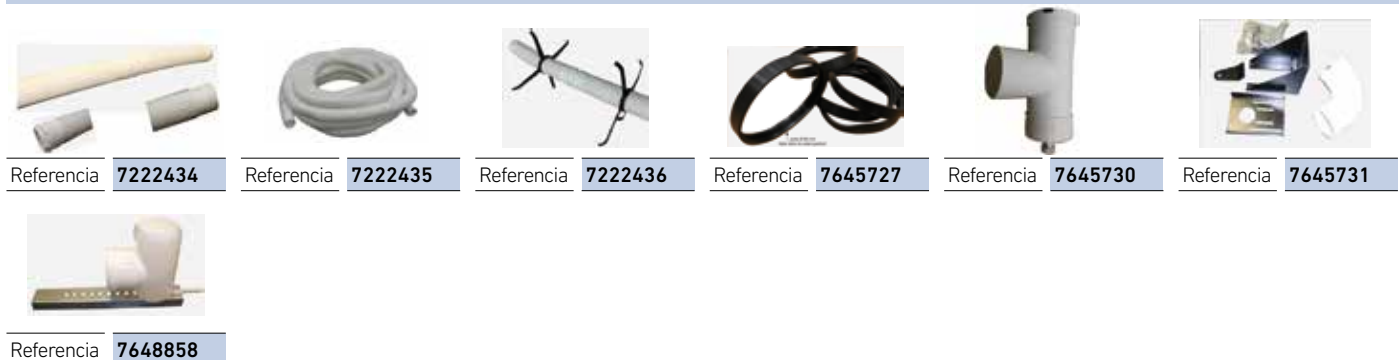 Referencia 7222434
Referencia 7222435
Referencia 7222436
Referencia 7645727
Referencia 7645730
Referencia 7645731
Referencia 7648858